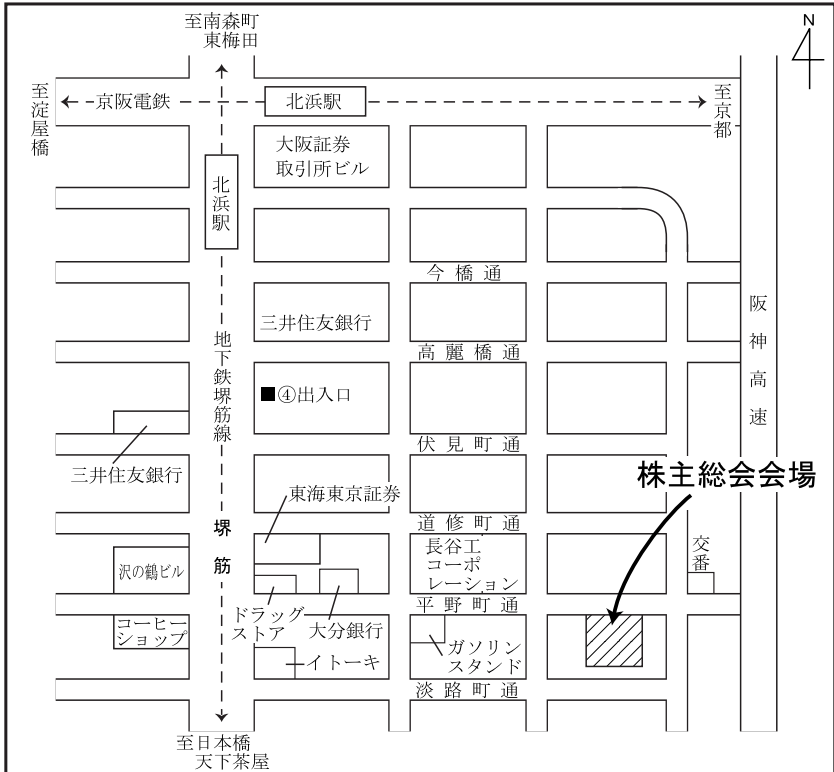 至南森町
東梅田
N
至淀屋橋
京阪電鉄
北浜駅
至京都
大阪証券
取引所ビル
北浜駅
今橋通
三井住友銀行
阪神高速
地下鉄堺筋線
高麗橋通
④出入口
伏見町通
三井住友銀行
株主総会会場
東海東京証券
道修町通
堺筋
長谷工
コーポ
レーション
交番
沢の鶴ビル
平野町通
ドラッグ
ストア
大分銀行
コーヒー
ショップ
ガソリン
スタンド
イトーキ
淡路町通
至日本橋
天下茶屋